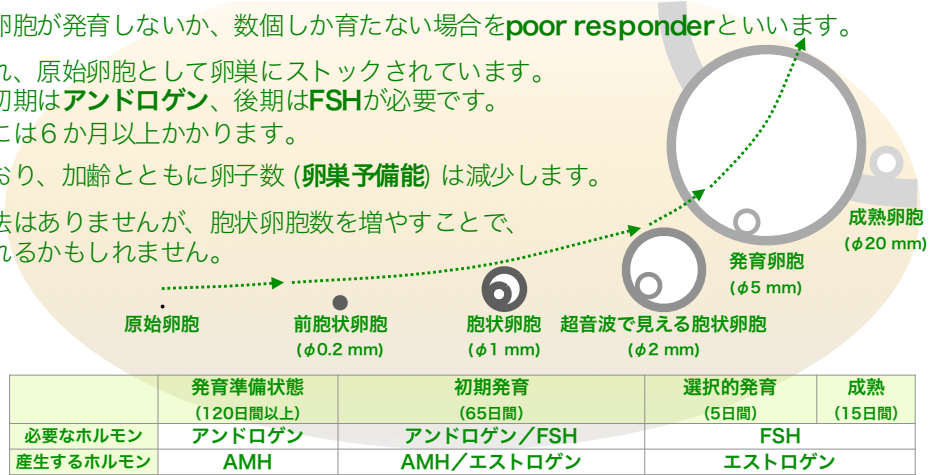 卵胞が発育しないか、数個しか育たない場合をpoor responderといいます。
れ、原始卵胞として卵巣にストックされています。
初期はアンドロゲン、後期はFSHが必要です。
には６か月以上かかります。
おり、加齢とともに卵子数 (卵巣予備能) は減少します。
法はありませんが、胞状卵胞数を増やすことで、
れるかもしれません。
原始卵胞
前胞状卵胞
(φ0.2 mm)
胞状卵胞
(φ1 mm)
超音波で見える胞状卵胞
(φ2 mm)
発育卵胞
(φ5 mm)
成熟卵胞
(φ20 mm)
発育準備状態 初期発育 選択的発育 成熟
(120日間以上) (65日間) (5日間) (15日間)
必要なホルモン アンドロゲン アンドロゲン／FSH FSH
産生するホルモン AMH AMH／エストロゲン エストロゲン